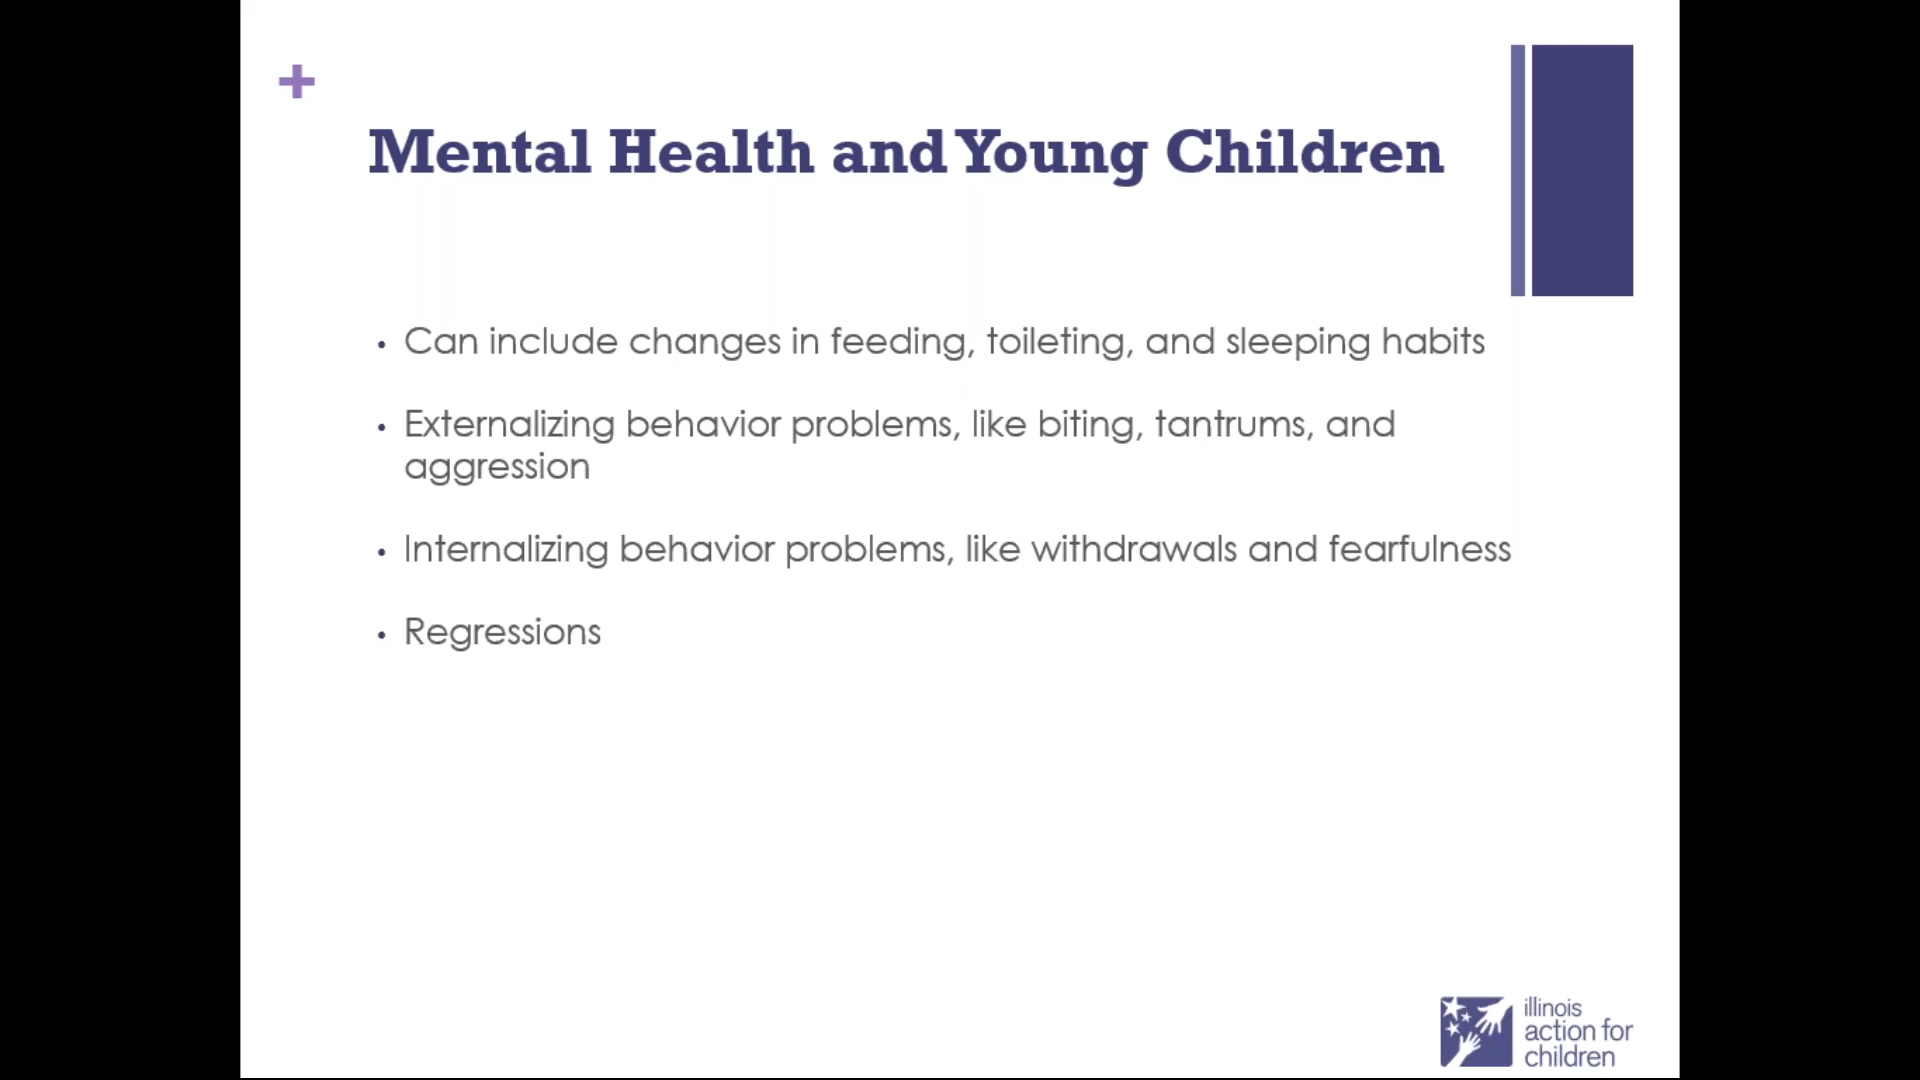 +
Mental Health and Young Children
• Can include changes in feeding, toileting, and sleeping habits
• Externalizing behavior problems, like biting, tantrums, and
aggression
• Internalizing behavior problems, like withdrawals and fearfulness
• Regressions
illinois
action for
children